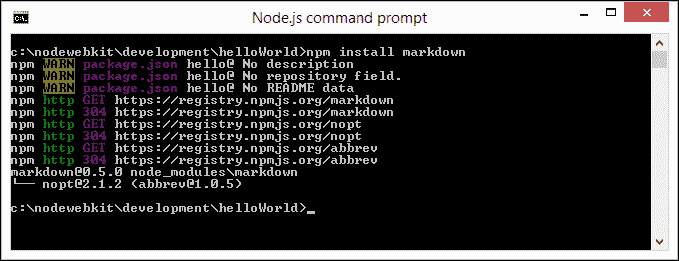 Node.js command prompt
c:\nodewebkit\development\helloWorld>npm install markdown
npm WARN package.json hello@ No description
npm WARN package.json hello@ No repository field.
npm WARN package.json hello@ No README data
npm http GET https://registry.npmjs.org/markdown
npm http 304 https://registry.npmjs.org/markdown
npm http GET https://registry.npmjs.org/nopt
npm http 304 https://registry.npmjs.org/nopt
npm http GET https://registry.npmjs.org/abbrev
npm http 304 https://registry.npmjs.org/abbrev
markdown@0.5.0 node_modules\markdown
└── nopt@2.1.2 (abbrev@1.0.5)
c:\nodewebkit\development\helloWorld>_